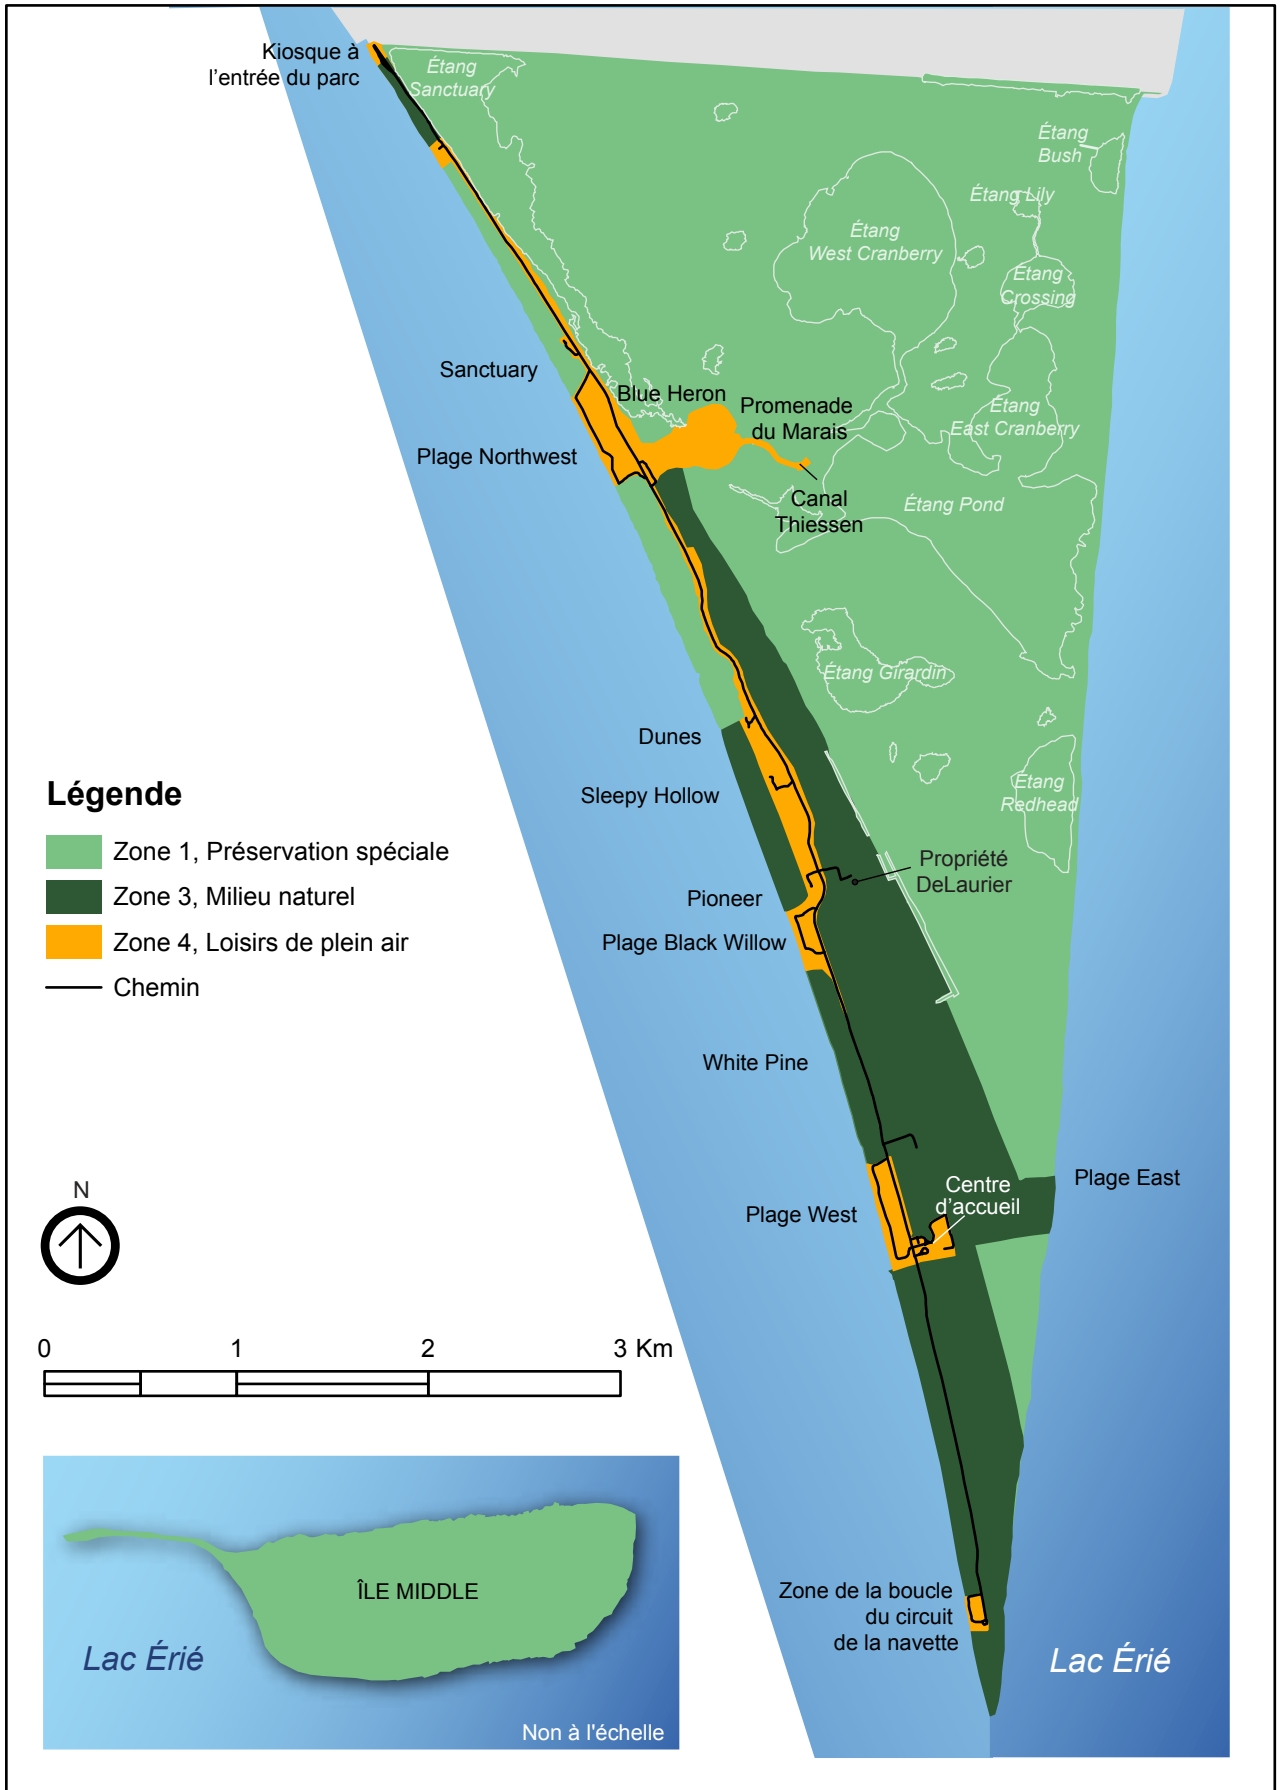 Kiosque à
l'entrée du parc
Étang
Sanctuary
Étang
Bush
Étang Lily
Étang
West Cranberry
Étang
Crossing
Sanctuary
Blue Heron
Promenade
du Marais
Étang
East Cranberry
Plage Northwest
Canal
Thiessen
Étang Pond
Étang Girardin
Dunes
Sleepy Hollow
Étang
Redhead
Légende
Zone 1, Préservation spéciale
Zone 3, Milieu naturel
Zone 4, Loisirs de plein air
Chemin
Propriété
DeLaurier
Pioneer
Plage Black Willow
White Pine
Plage East
Centre
d'accueil
Plage West
N
0 1 2 3 Km
ÎLE MIDDLE
Lac Érié
Non à l'échelle
Zone de la boucle
du circuit
de la navette
Lac Érié